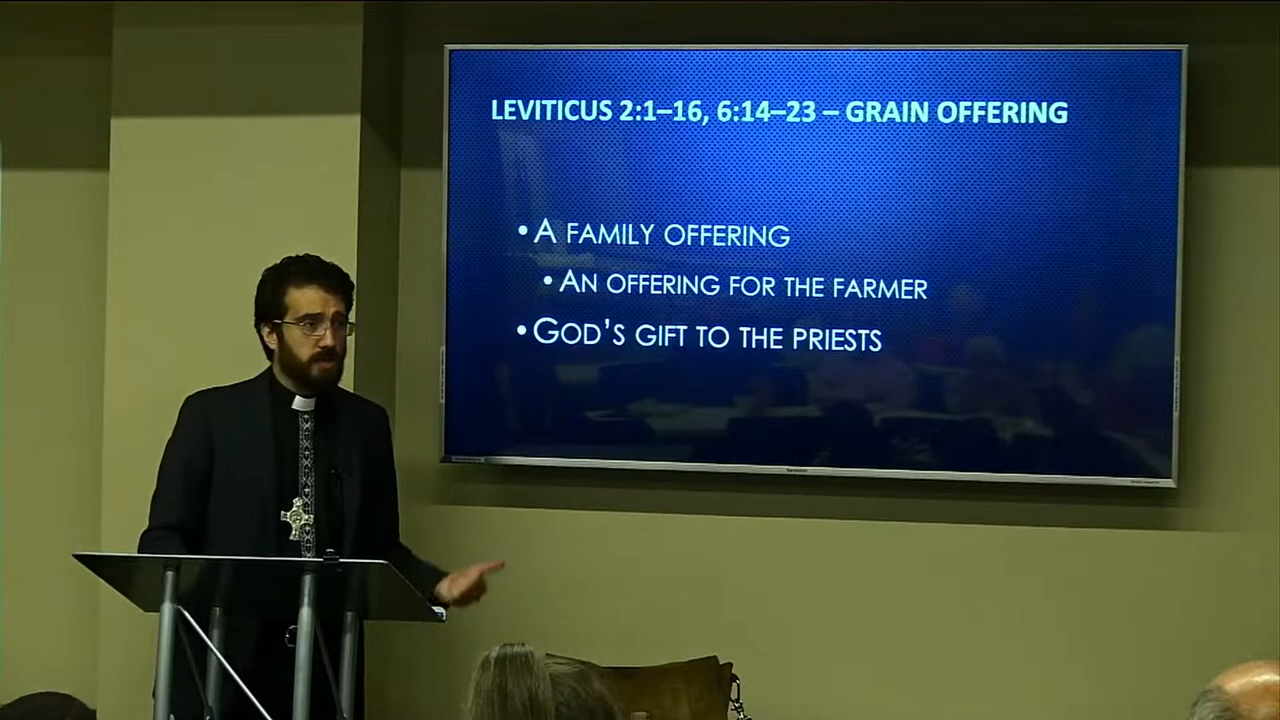 LEVITICUS 2:1–16, 6:14–23 – GRAIN OFFERING
• A FAMILY OFFERING
• AN OFFERING FOR THE FARMER
• GOD'S GIFT TO THE PRIESTS